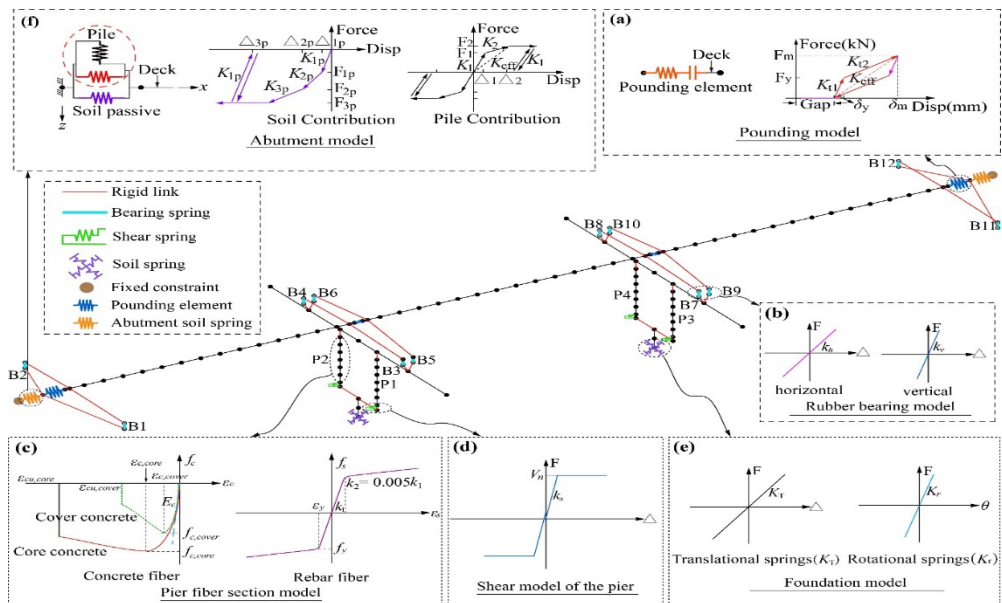 (f)
Pile
Deck
x
z
Soil passive
Force
Disp
△3p △2p △1p
K1p
K1p
K2p
K3p
F1p
F2p
F3p
Soil Contribution
Force
F2
F1
K2
K1
Keff
K1
△1 △2
Disp
Pile Contribution
Abutment model
(a)
Deck
Pounding element
Force(kN)
Fm
Fy
Kt2
Keff
Kt1
Gap
δy
δm
Disp(mm)
Pounding model
Rigid link
Bearing spring
Shear spring
Soil spring
Fixed constraint
Pounding element
Abutment soil spring
B12
B11
B8 B10
B7 B9
P4
P3
B4 B6
B3 B5
P2
P1
B2
B1
(b)
F
kh
△
horizontal
F
kv
△
vertical
Rubber bearing model
(c)
εc,core
εcu,core
εc,cover
εcu,cover
fc
εc
Ec
Cover concrete
fc,cover
Core concrete
fc,core
Concrete fiber
fs
k2= 0.005k1
εy
k1
fy
Rebar fiber
Pier fiber section model
(d)
F
Vn
ks
△
Shear model of the pier
(e)
F
KT
△
Translational springs(KT)
F
Kr
θ
Rotational springs(Kr)
Foundation model